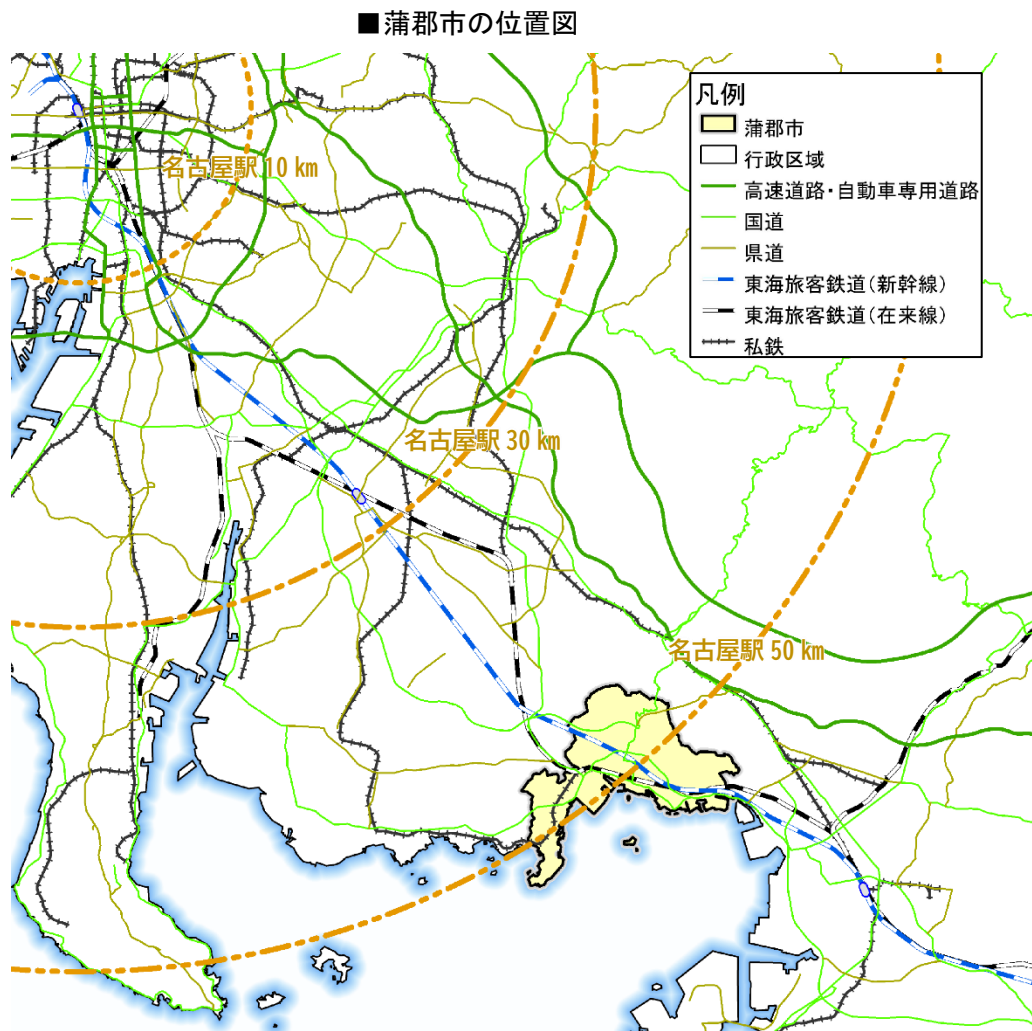 ■蒲郡市の位置図
凡例
蒲郡市
行政区域
高速道路・自動車専用道路
国道
県道
東海旅客鉄道(新幹線)
東海旅客鉄道(在来線)
私鉄
名古屋駅 10 km
名古屋駅 30 km
名古屋駅 50 km